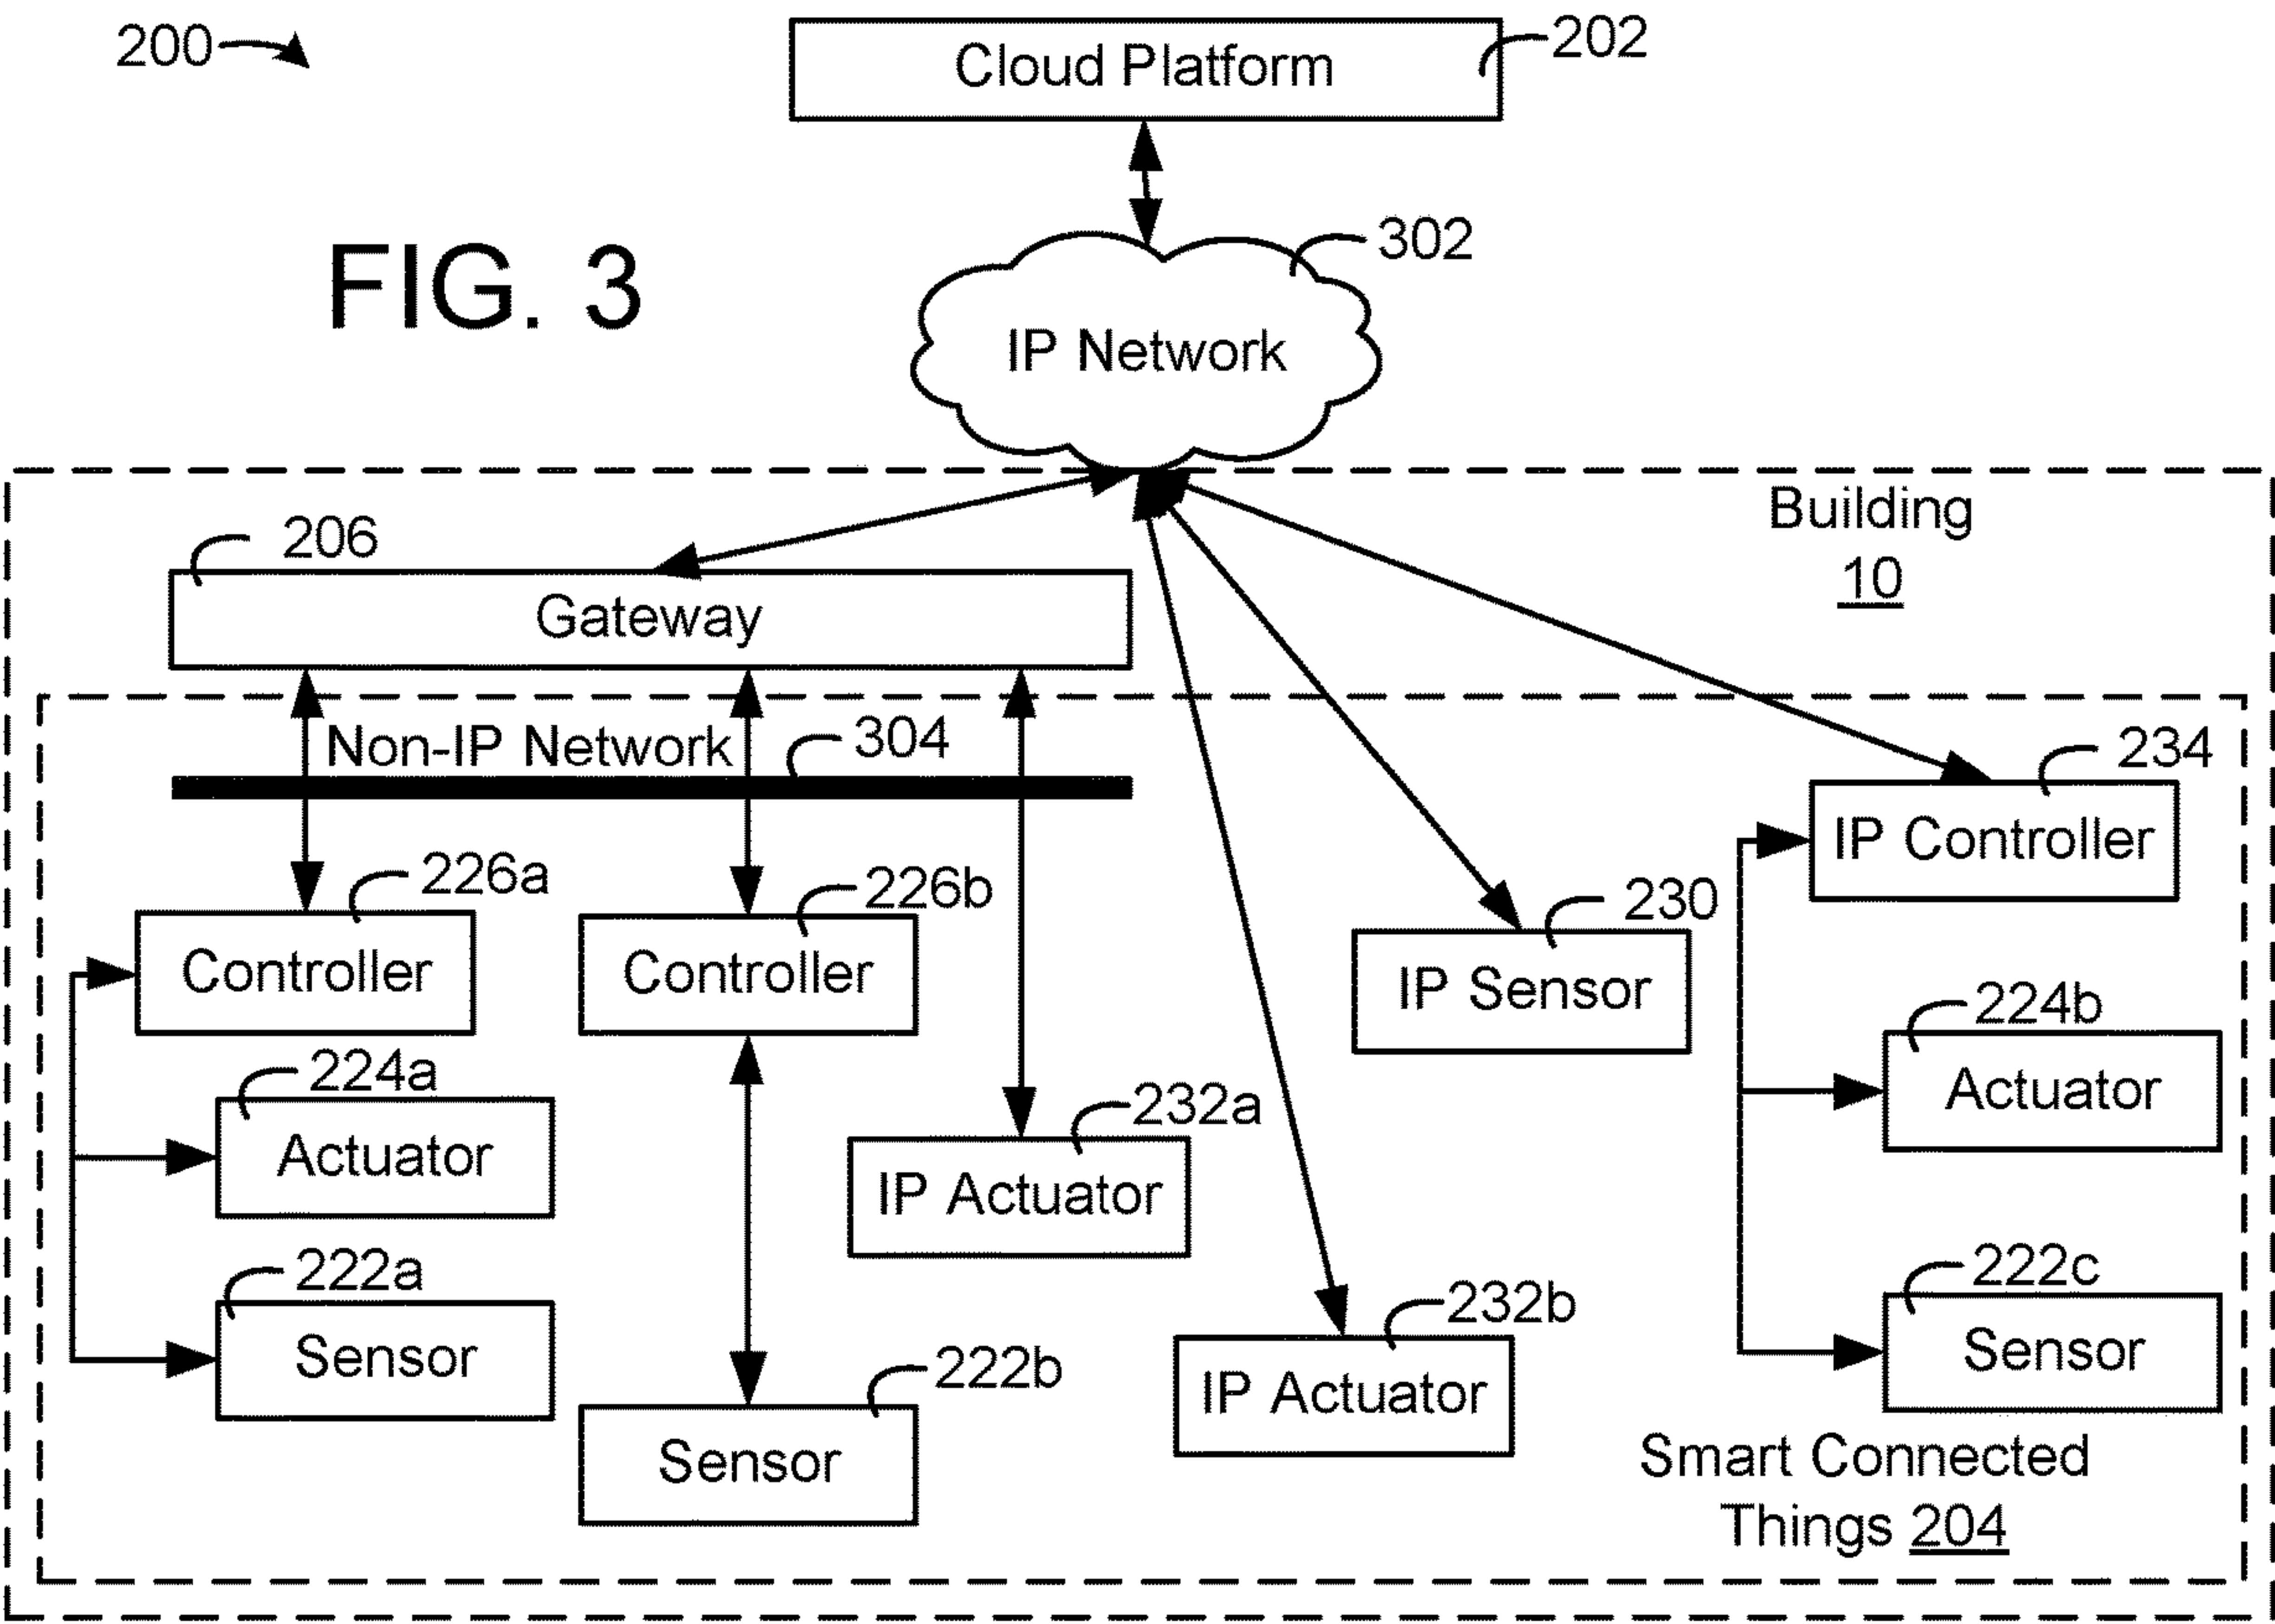 200
Cloud Platform
202
FIG. 3
302
IP Network
Building
10
206
Gateway
Non-IP Network
304
234
IP Controller
226a
Controller
226b
Controller
230
IP Sensor
224b
Actuator
224a
Actuator
232a
IP Actuator
222a
Sensor
222c
Sensor
232b
IP Actuator
222b
Sensor
Smart Connected
Things 204